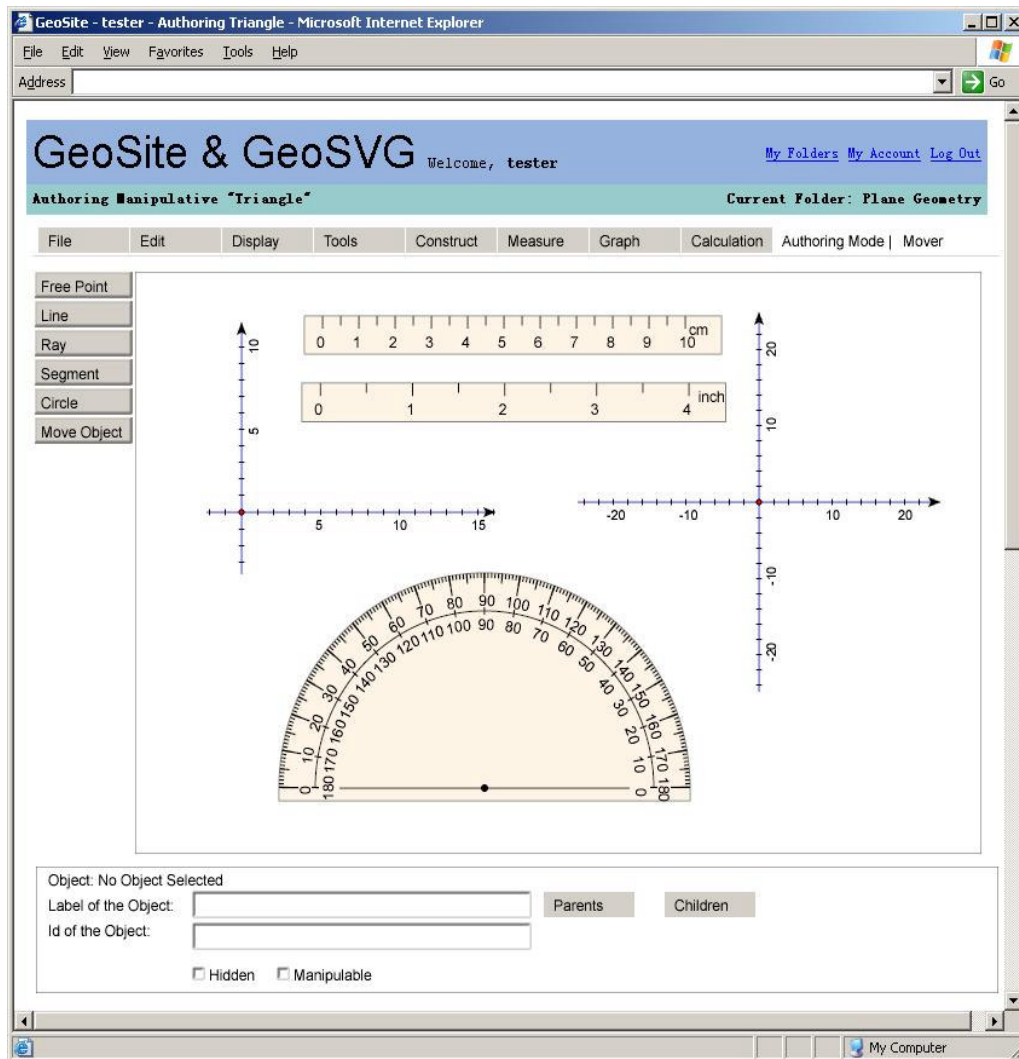 GeoSite - tester - Authoring Triangle - Microsoft Internet Explorer
File Edit View Favorites Tools Help
Address Go
GeoSite & GeoSVG Welcome, tester My Folders My Account Log Out
Authoring Manipulative "Triangle" Current Folder: Plane Geometry
File Edit Display Tools Construct Measure Graph Calculation Authoring Mode | Mover
Free Point
Line
Ray
Segment
Circle
Move Object
0 1 2 3 4 5 6 7 8 9 10 cm
0 1 2 3 4 inch
10
5
5 10 15
20
10
-20 -10 10 20
-10
-20
0 10 20 30 40 50 60 70 80 90 100 110 120 130 140 150 160 170 180
180 170 160 150 140 130 120 110 100 90 80 70 60 50 40 30 20 10 0
Object: No Object Selected
Label of the Object: Parents Children
Id of the Object:
Hidden Manipulable
My Computer